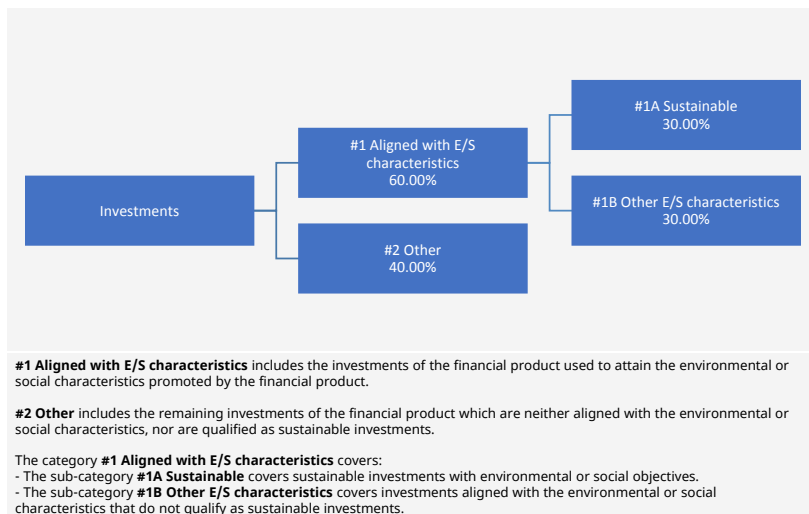 Investments
#1 Aligned with E/S
characteristics
60.00%
#2 Other
40.00%
#1A Sustainable
30.00%
#1B Other E/S characteristics
30.00%
#1 Aligned with E/S characteristics includes the investments of the financial product used to attain the environmental or
social characteristics promoted by the financial product.
#2 Other includes the remaining investments of the financial product which are neither aligned with the environmental or
social characteristics, nor are qualified as sustainable investments.
The category #1 Aligned with E/S characteristics covers:
- The sub-category #1A Sustainable covers sustainable investments with environmental or social objectives.
- The sub-category #1B Other E/S characteristics covers investments aligned with the environmental or social
characteristics that do not qualify as sustainable investments.